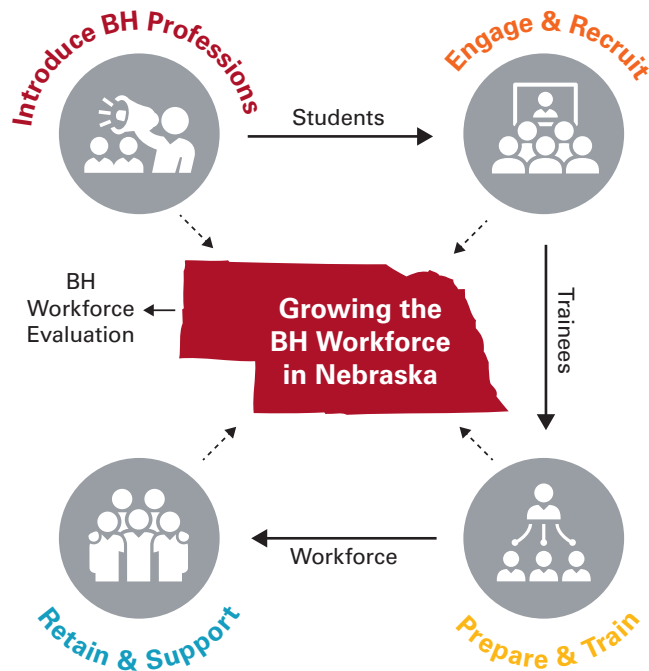 Introduce BH Professions
Engage & Recruit
Students
BH
Workforce
Evaluation
Growing the
BH Workforce
in Nebraska
Trainees
Workforce
Retain & Support
Prepare & Train